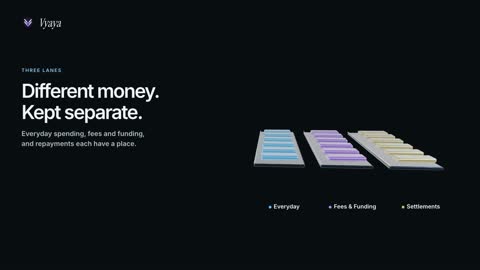 Vyaya
THREE LANES
Different money.
Kept separate.
Everyday spending, fees and funding,
and repayments each have a place.
Everyday
Fees & Funding
Settlements